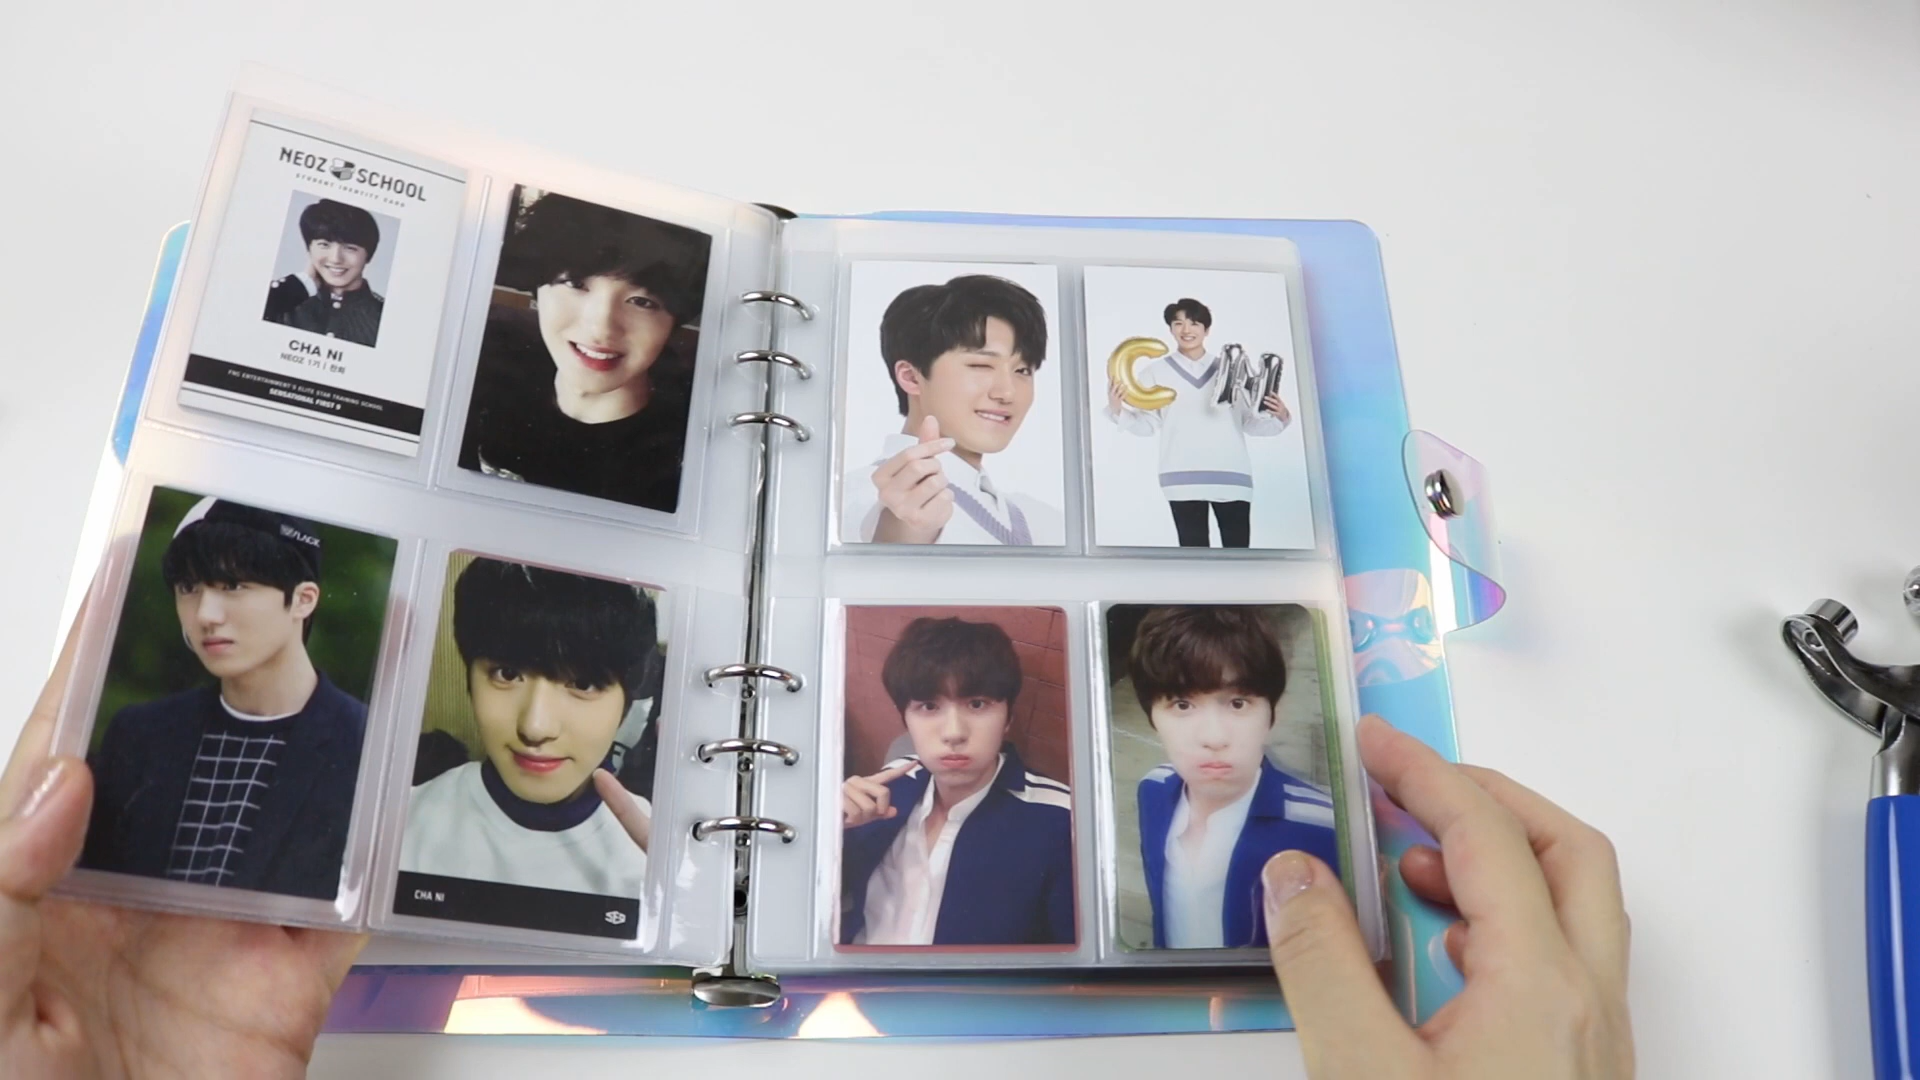 NEOZ SCHOOL
STUDENT IDENTITY CARD
CHA NI
NEOZ 1기 | 찬희
FNC ENTERTAINMENT'S ELITE STAR TRAINING SCHOOL
SENSATIONAL FIRST 9
C N
CHA NI
SF9